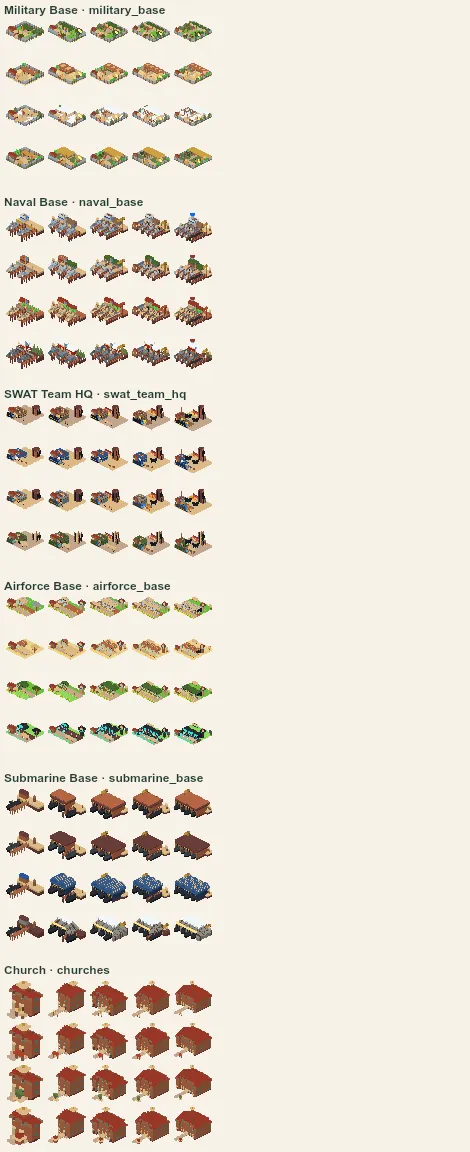 Military Base · military_base
Naval Base · naval_base
SWAT Team HQ · swat_team_hq
Airforce Base · airforce_base
Submarine Base · submarine_base
Church · churches